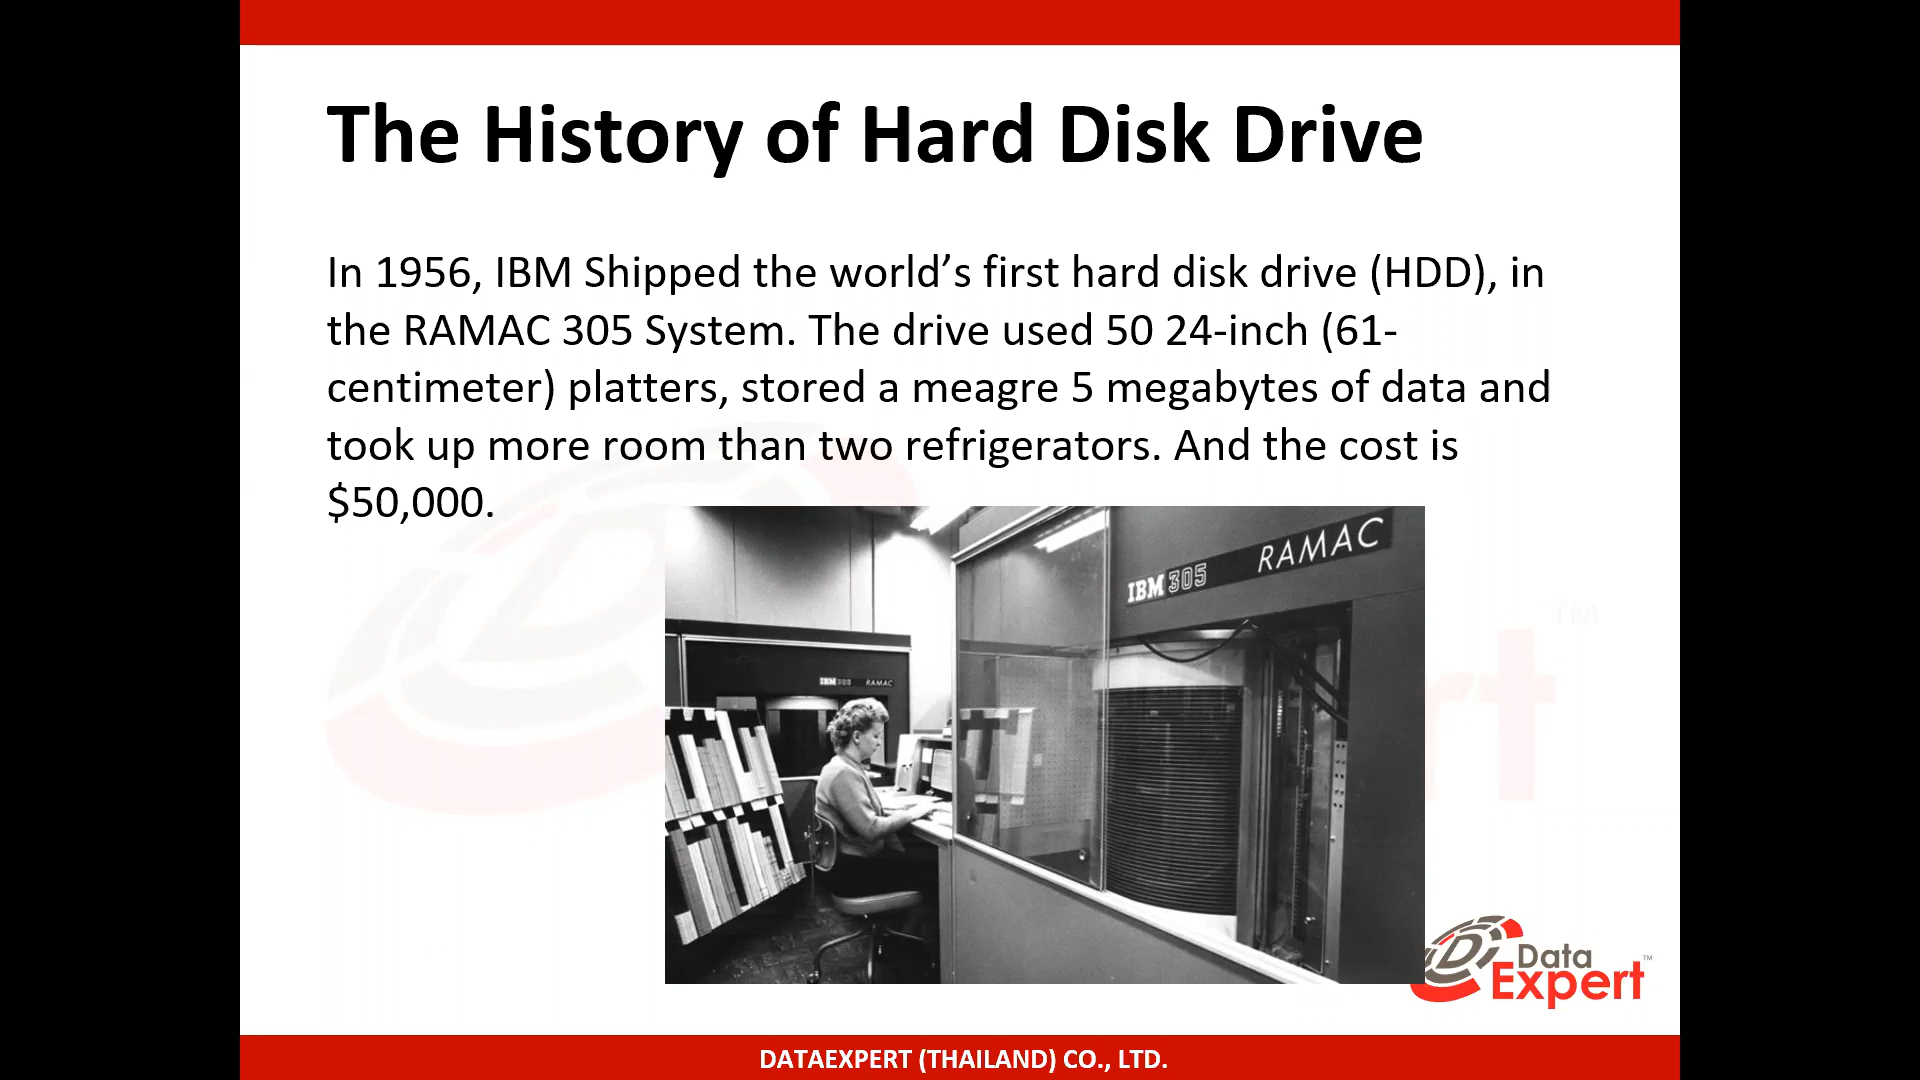 The History of Hard Disk Drive
In 1956, IBM Shipped the world’s first hard disk drive (HDD), in
the RAMAC 305 System. The drive used 50 24-inch (61-
centimeter) platters, stored a meagre 5 megabytes of data and
took up more room than two refrigerators. And the cost is
$50,000.
IBM 305 RAMAC
IBM 305 RAMAC
rt
TM
Data
Expert
TM
DATAEXPERT (THAILAND) CO., LTD.